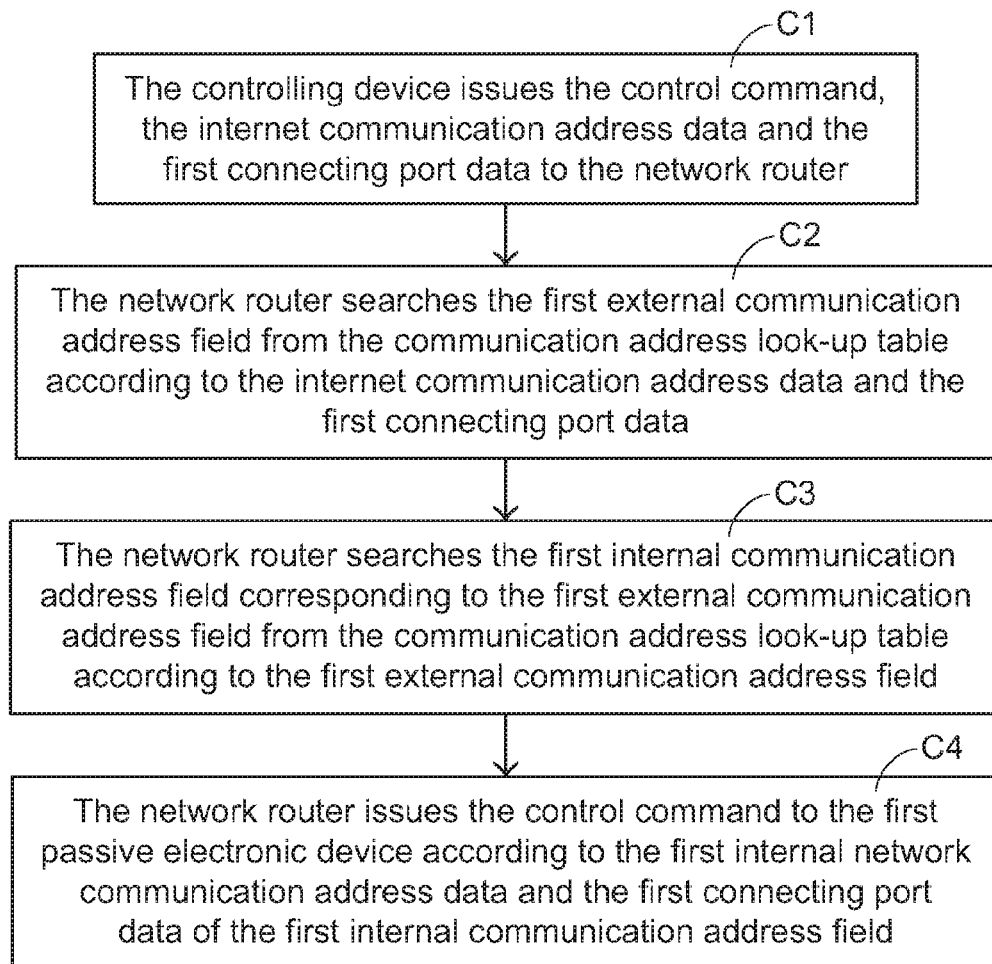 C1
The controlling device issues the control command,
the internet communication address data and the
first connecting port data to the network router
C2
The network router searches the first external communication
address field from the communication address look-up table
according to the internet communication address data and the
first connecting port data
C3
The network router searches the first internal communication
address field corresponding to the first external communication
address field from the communication address look-up table
according to the first external communication address field
C4
The network router issues the control command to the first
passive electronic device according to the first internal network
communication address data and the first connecting port
data of the first internal communication address field